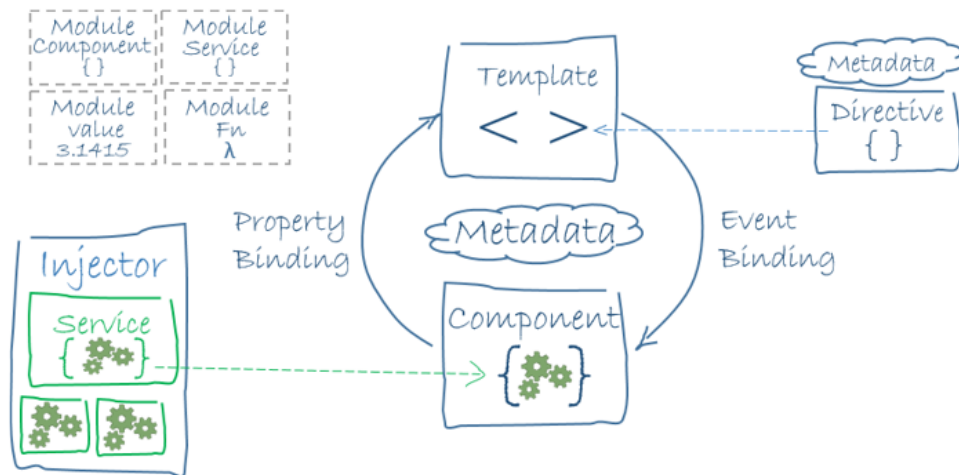 Module
Component
{ }
Module
Service
{ }
Module
value
3.1415
Module
Fn
λ
Template
< >
Metadata
Directive
{ }
Property
Binding
Metadata
Event
Binding
Injector
Service
{ }
Component
{ }